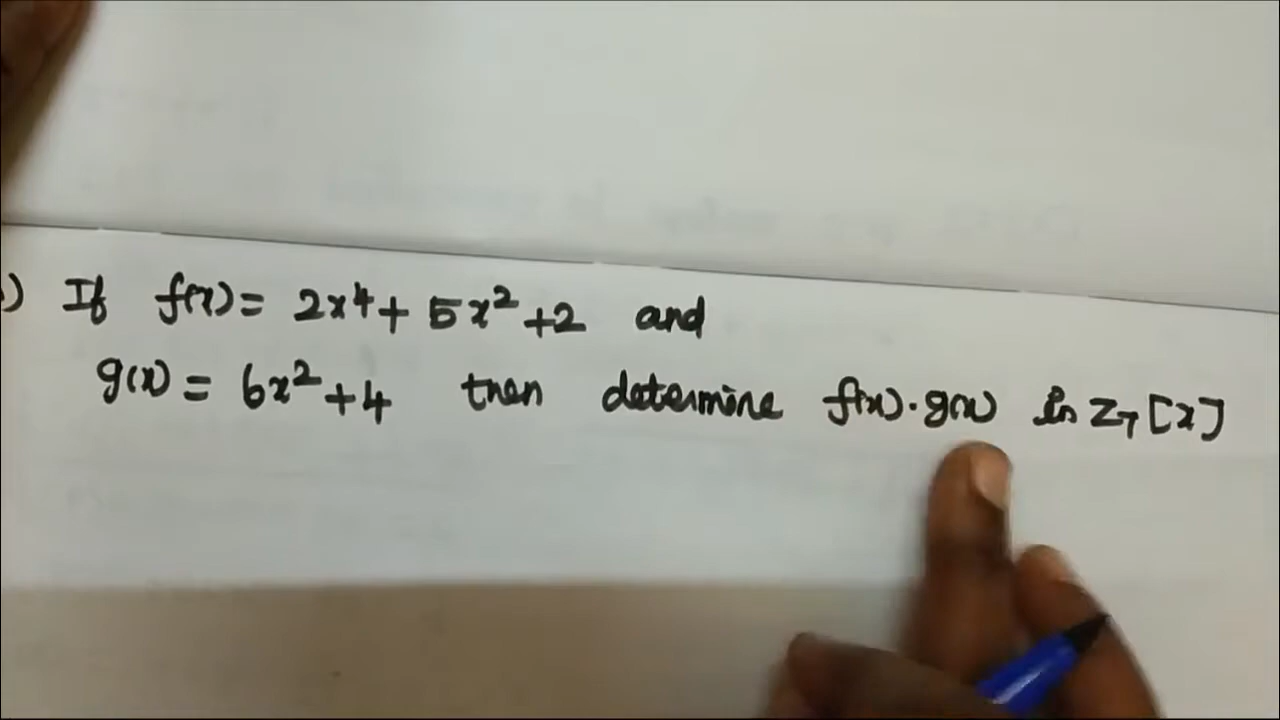 ) If f(x) = 2x⁴ + 5x² + 2 and
g(x) = 6x² + 4 then determine f(x)·g(x) in Z₇[x]